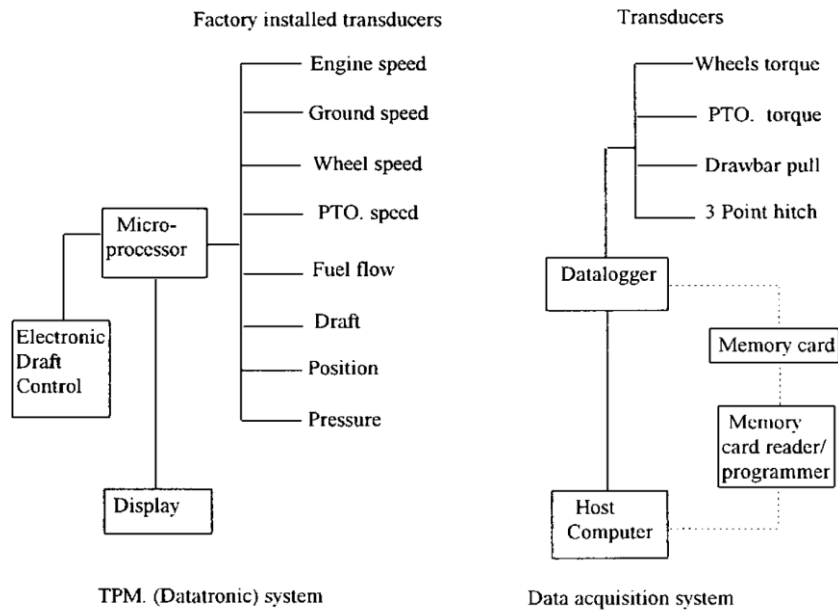 Factory installed transducers
Engine speed
Ground speed
Wheel speed
PTO. speed
Fuel flow
Draft
Position
Pressure
Micro-
processor
Electronic
Draft
Control
Display
TPM. (Datatronic) system
Transducers
Wheels torque
PTO. torque
Drawbar pull
3 Point hitch
Datalogger
Memory card
Memory
card reader/
programmer
Host
Computer
Data acquisition system